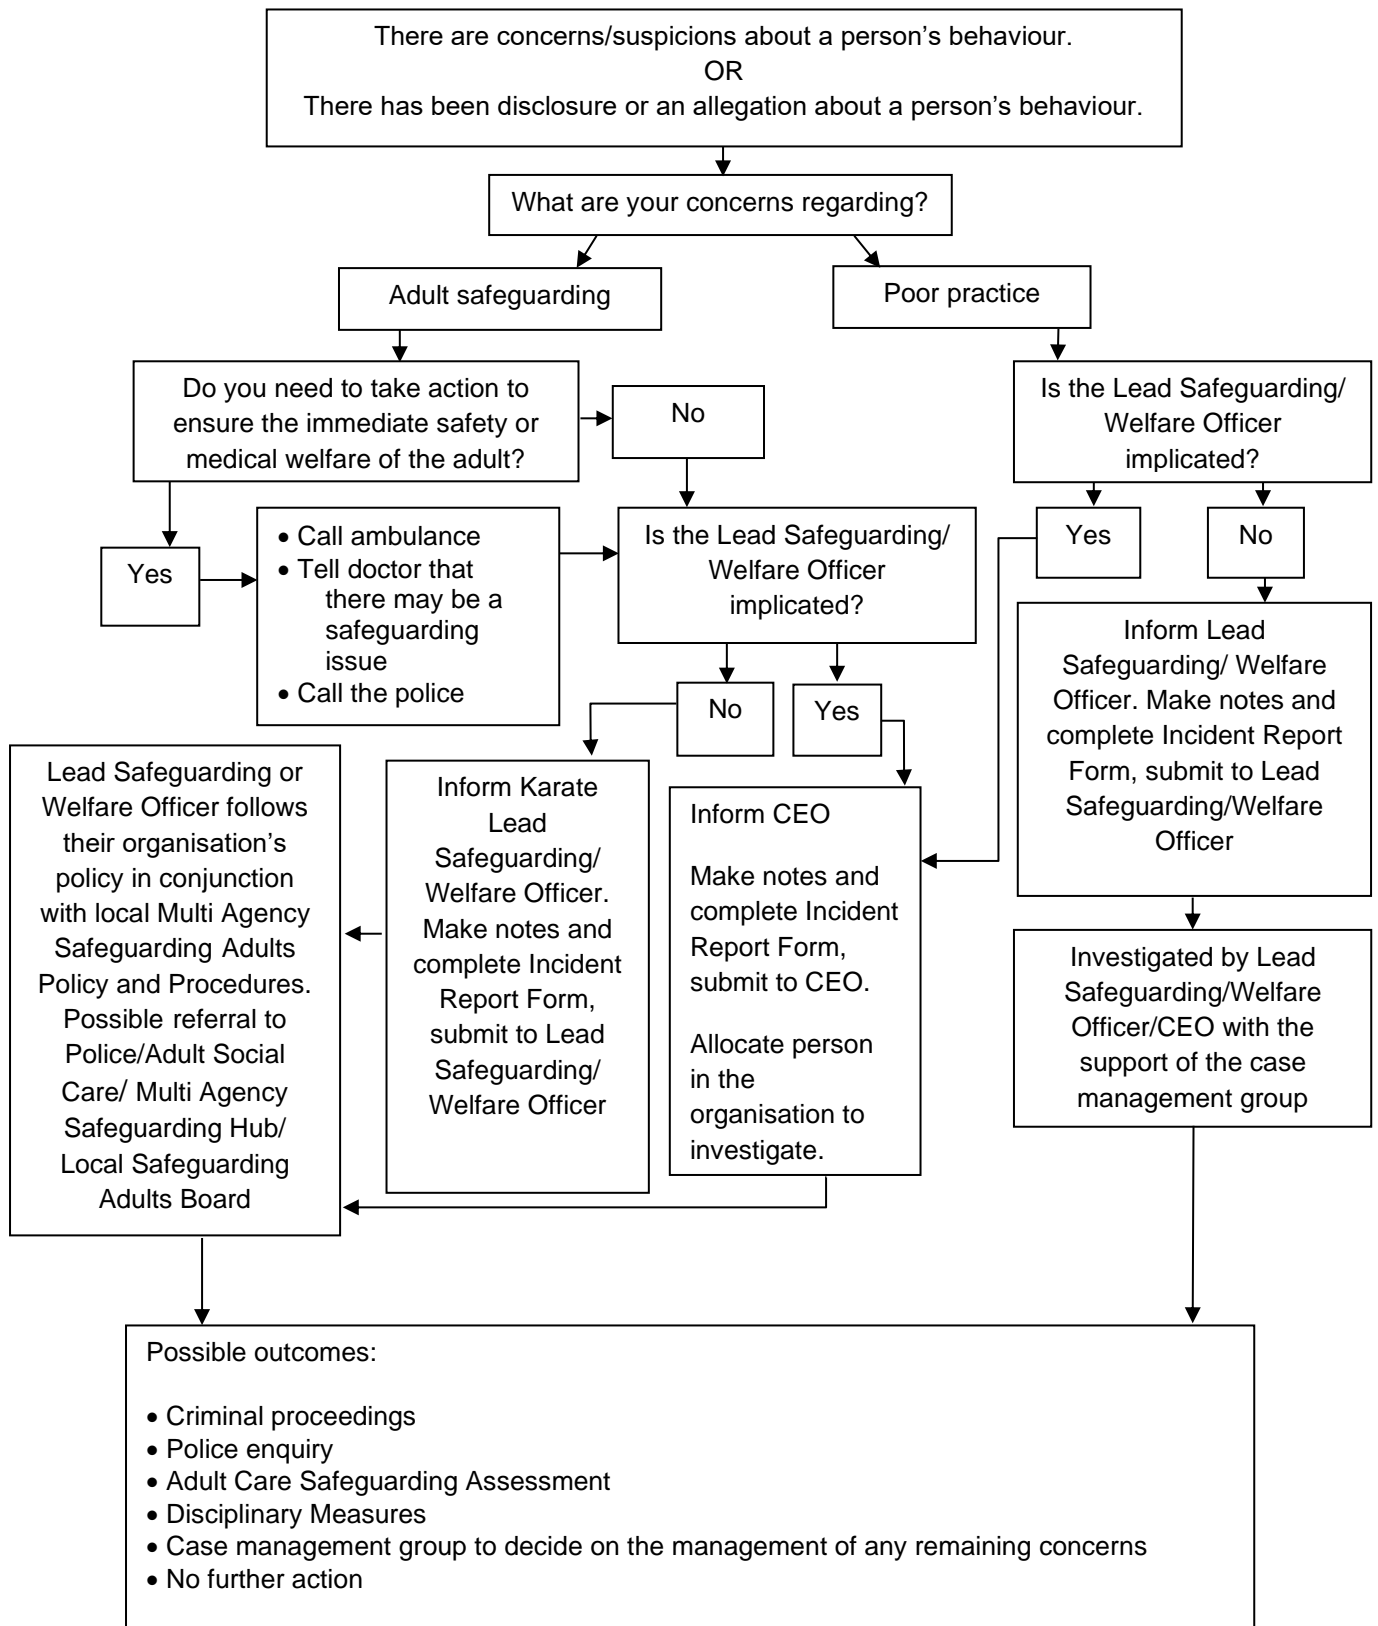 There are concerns/suspicions about a person’s behaviour.
OR
There has been disclosure or an allegation about a person’s behaviour.
What are your concerns regarding?
Adult safeguarding
Poor practice
Do you need to take action to
ensure the immediate safety or
medical welfare of the adult?
No
Is the Lead Safeguarding/
Welfare Officer
implicated?
Yes
• Call ambulance
• Tell doctor that
there may be a
safeguarding
issue
• Call the police
Is the Lead Safeguarding/
Welfare Officer
implicated?
Yes
No
No
Yes
Inform Lead
Safeguarding/ Welfare
Officer. Make notes and
complete Incident Report
Form, submit to Lead
Safeguarding/Welfare
Officer
Lead Safeguarding or
Welfare Officer follows
their organisation’s
policy in conjunction
with local Multi Agency
Safeguarding Adults
Policy and Procedures.
Possible referral to
Police/Adult Social
Care/ Multi Agency
Safeguarding Hub/
Local Safeguarding
Adults Board
Inform Karate
Lead
Safeguarding/
Welfare Officer.
Make notes and
complete Incident
Report Form,
submit to Lead
Safeguarding/
Welfare Officer
Inform CEO
Make notes and
complete Incident
Report Form,
submit to CEO.
Allocate person
in the
organisation to
investigate.
Investigated by Lead
Safeguarding/Welfare
Officer/CEO with the
support of the case
management group
Possible outcomes:
• Criminal proceedings
• Police enquiry
• Adult Care Safeguarding Assessment
• Disciplinary Measures
• Case management group to decide on the management of any remaining concerns
• No further action